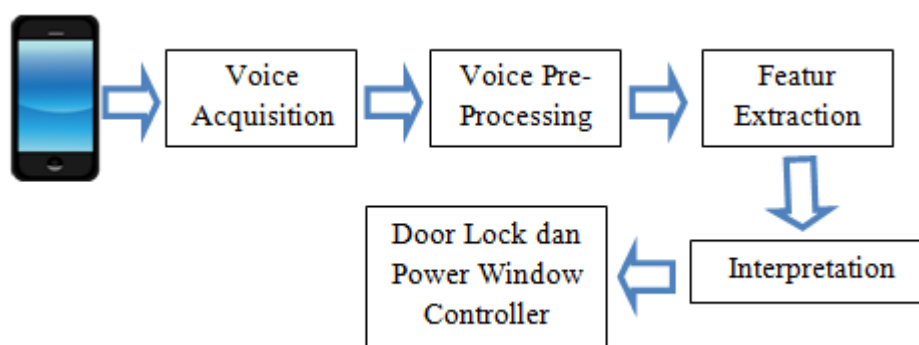 Voice
Acquisition
Voice Pre-
Processing
Featur
Extraction
Interpretation
Door Lock dan
Power Window
Controller